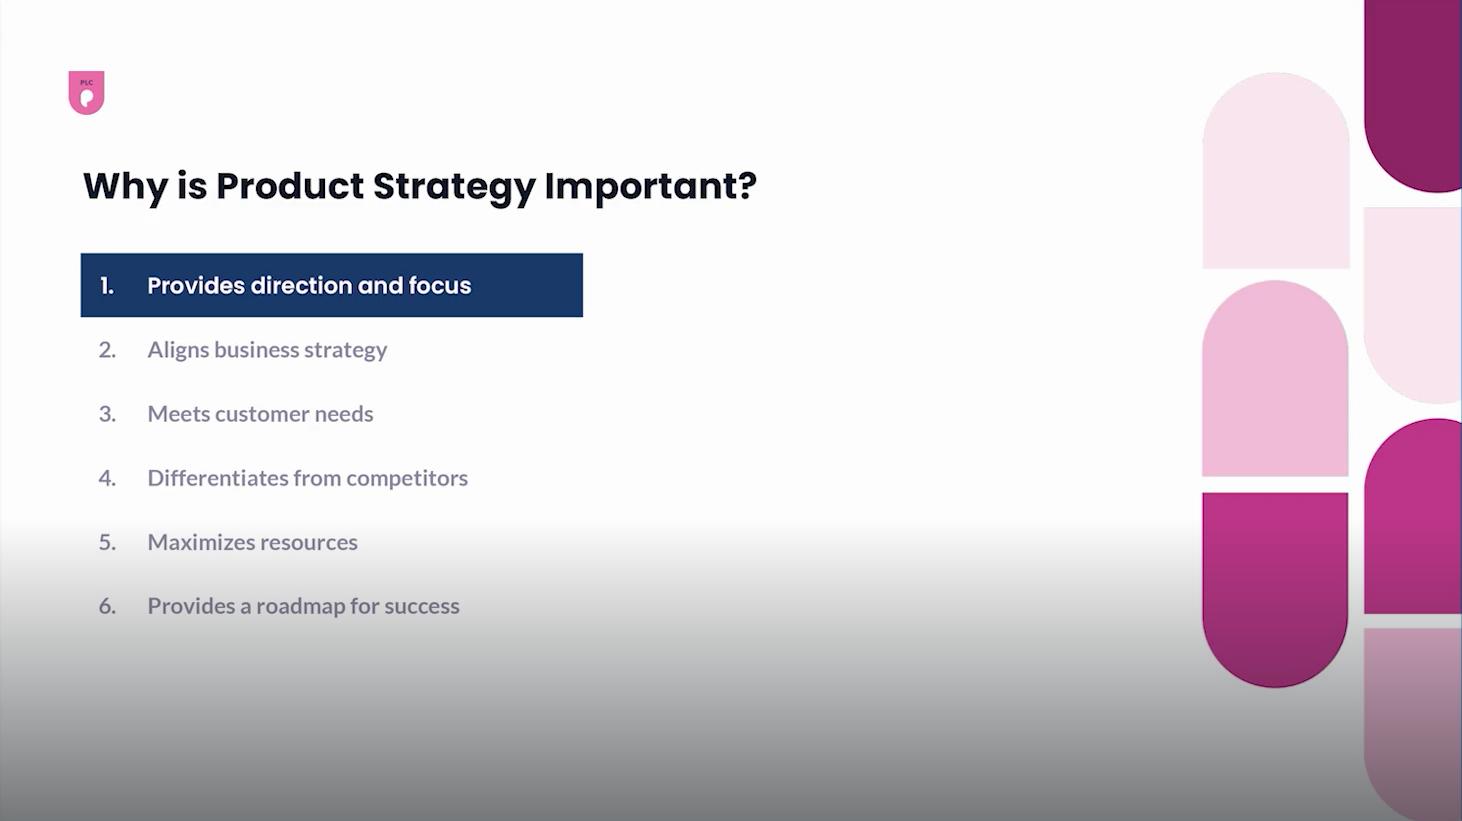 PLC
Why is Product Strategy Important?
1. Provides direction and focus
2. Aligns business strategy
3. Meets customer needs
4. Differentiates from competitors
5. Maximizes resources
6. Provides a roadmap for success